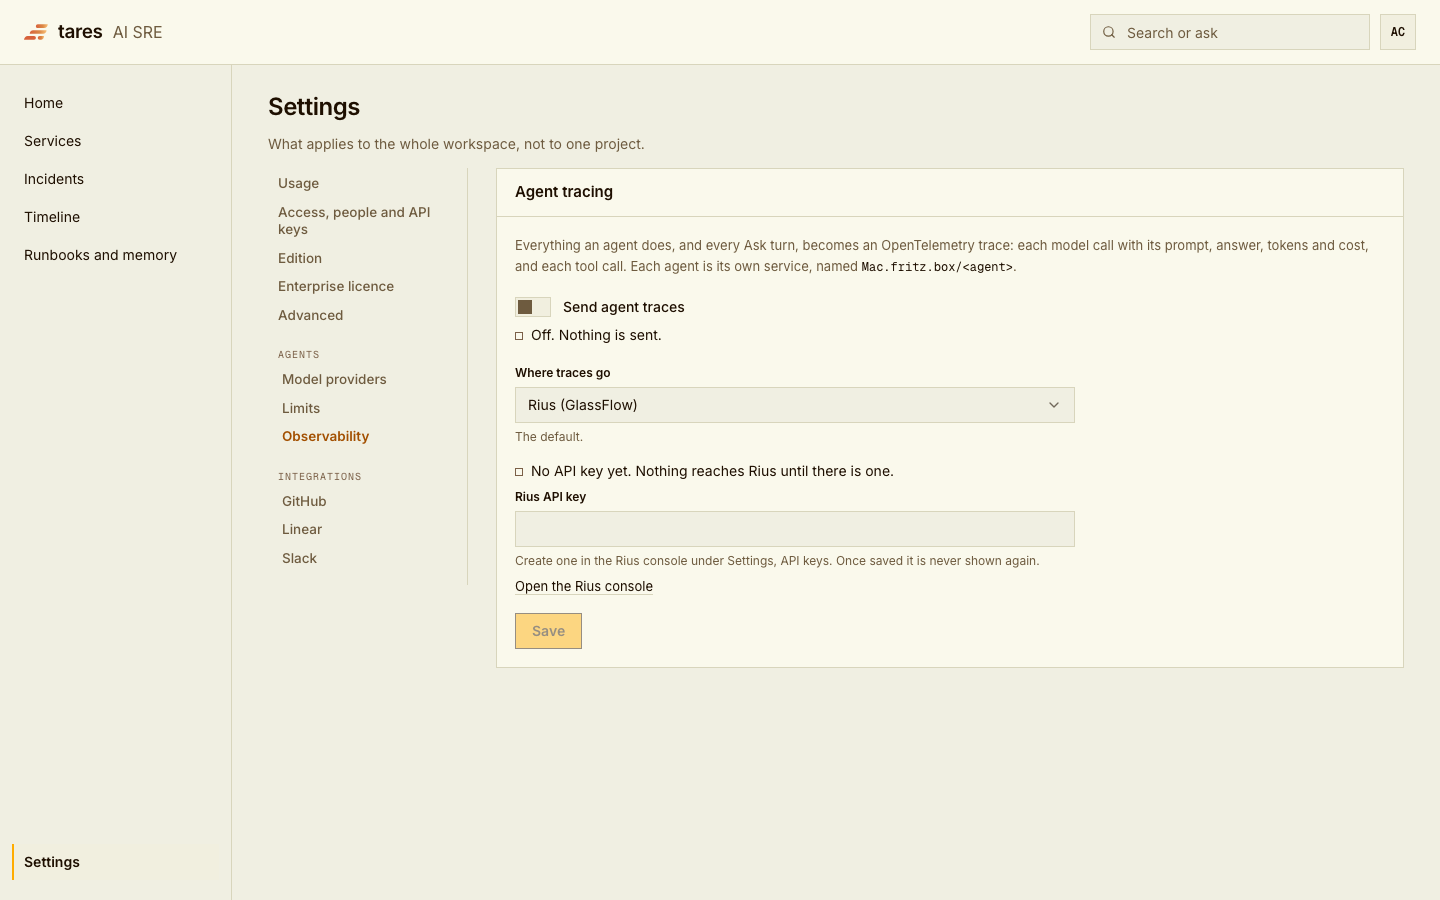 tares AI SRE
Search or ask
AC
Home
Services
Incidents
Timeline
Runbooks and memory
Settings
Settings
What applies to the whole workspace, not to one project.
Usage
Access, people and API
keys
Edition
Enterprise licence
Advanced
AGENTS
Model providers
Limits
Observability
INTEGRATIONS
GitHub
Linear
Slack
Agent tracing
Everything an agent does, and every Ask turn, becomes an OpenTelemetry trace: each model call with its prompt, answer, tokens and cost,
and each tool call. Each agent is its own service, named Mac.fritz.box/<agent>.
Send agent traces
Off. Nothing is sent.
Where traces go
Rius (GlassFlow)
The default.
No API key yet. Nothing reaches Rius until there is one.
Rius API key
Create one in the Rius console under Settings, API keys. Once saved it is never shown again.
Open the Rius console
Save